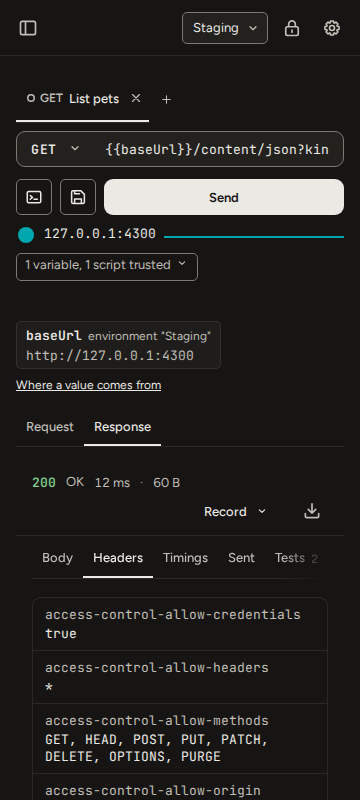 Staging
GET List pets
GET {{baseUrl}}/content/json?kin
Send
127.0.0.1:4300
1 variable, 1 script trusted
baseUrl environment "Staging"
http://127.0.0.1:4300
Where a value comes from
Request Response
200 OK 12 ms · 60 B
Record
Body Headers Timings Sent Tests 2
access-control-allow-credentials
true
access-control-allow-headers
*
access-control-allow-methods
GET, HEAD, POST, PUT, PATCH,
DELETE, OPTIONS, PURGE
access-control-allow-origin